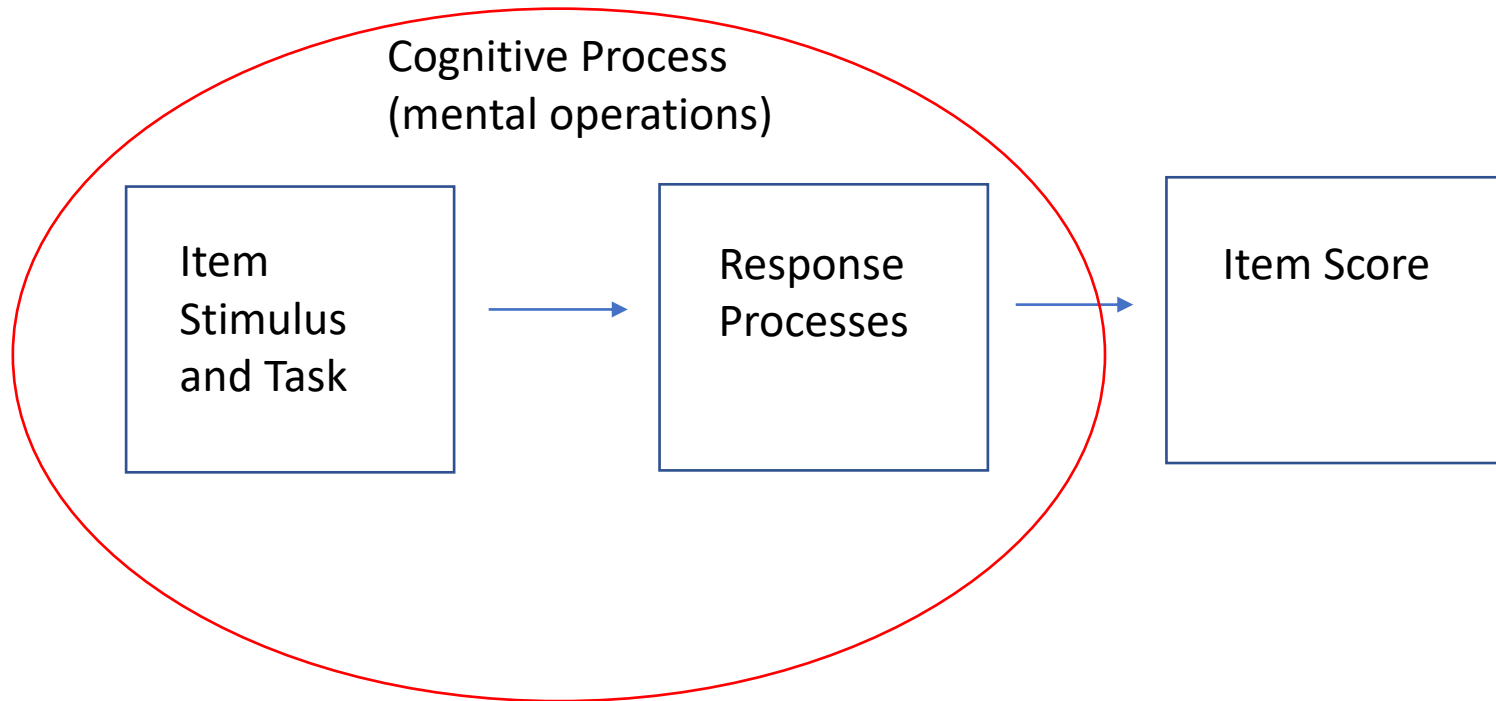 Cognitive Process
(mental operations)
Item
Stimulus
and Task
Response
Processes
Item Score